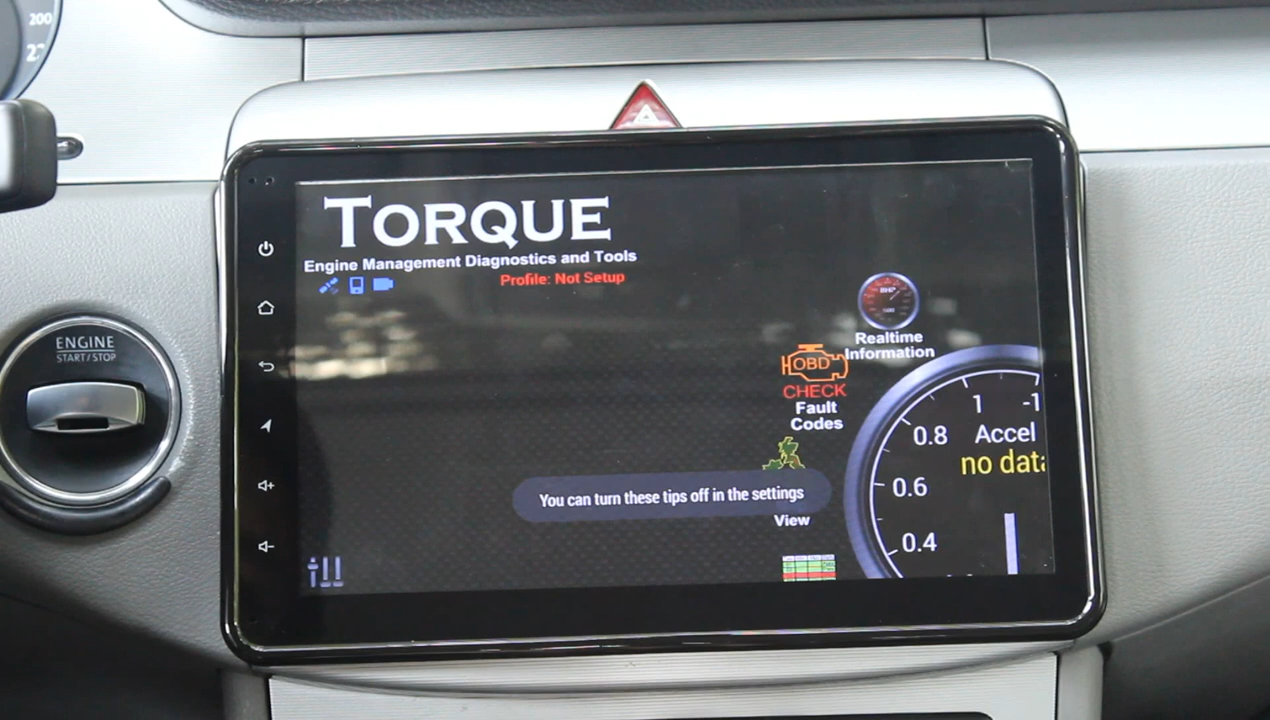 200
ENGINE
START/STOP
TORQUE
Engine Management Diagnostics and Tools
Profile: Not Setup
Realtime
Information
OBD
CHECK
Fault
Codes
1
-1
0.8
Accel
no data
0.6
0.4
You can turn these tips off in the settings
View